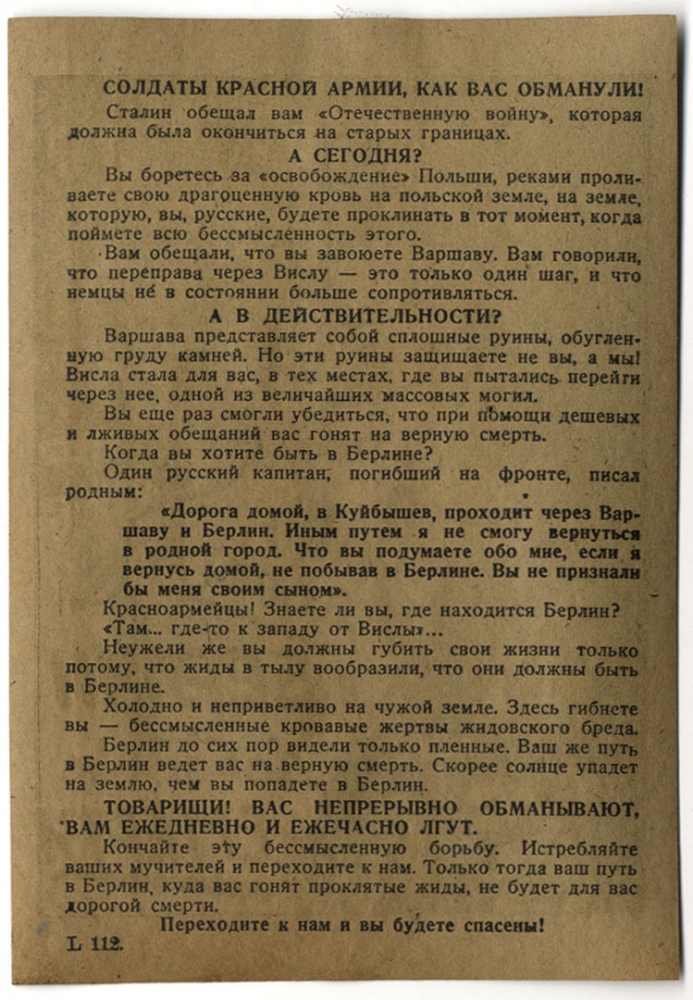 СОЛДАТЫ КРАСНОЙ АРМИИ, КАК ВАС ОБМАНУЛИ!
Сталин обещал вам «Отечественную войну», которая
должна была окончиться на старых границах.
А СЕГОДНЯ?
Вы боретесь за «освобождение» Польши, реками проли-
ваете свою драгоценную кровь на польской земле, на земле,
которую, вы, русские, будете проклинать в тот момент, когда
поймете всю бессмысленность этого.
Вам обещали, что вы завоюете Варшаву. Вам говорили,
что переправа через Вислу — это только один шаг, и что
немцы не в состоянии больше сопротивляться.
А В ДЕЙСТВИТЕЛЬНОСТИ?
Варшава представляет собой сплошные руины, обуглен-
ную груду камней. Но эти руины защищаете не вы, а мы!
Висла стала для вас, в тех местах, где вы пытались перейти
через нее, одной из величайших массовых могил.
Вы еще раз смогли убедиться, что при помощи дешевых
и лживых обещаний вас гонят на верную смерть.
Когда вы хотите быть в Берлине?
Один русский капитан, погибший на фронте, писал
родным:
«Дорога домой, в Куйбышев, проходит через Вар-
шаву и Берлин. Иным путем я не смогу вернуться
в родной город. Что вы подумаете обо мне, если я
вернусь домой, не побывав в Берлине. Вы не признали
бы меня своим сыном».
Красноармейцы! Знаете ли вы, где находится Берлин?
«Там... где-то к западу от Вислы»...
Неужели же вы должны губить свои жизни только
потому, что жиды в тылу вообразили, что они должны быть
в Берлине.
Холодно и неприветливо на чужой земле. Здесь гибнете
вы — бессмысленные кровавые жертвы жидовского бреда.
Берлин до сих пор видели только пленные. Ваш же путь
в Берлин ведет вас на верную смерть. Скорее солнце упадет
на землю, чем вы попадете в Берлин.
ТОВАРИЩИ! ВАС НЕПРЕРЫВНО ОБМАНЫВАЮТ,
ВАМ ЕЖЕДНЕВНО И ЕЖЕЧАСНО ЛГУТ.
Кончайте эту бессмысленную борьбу. Истребляйте
ваших мучителей и переходите к нам. Только тогда ваш путь
в Берлин, куда вас гонят проклятые жиды, не будет для вас
дорогой смерти.
Переходите к нам и вы будете спасены!
L 112.